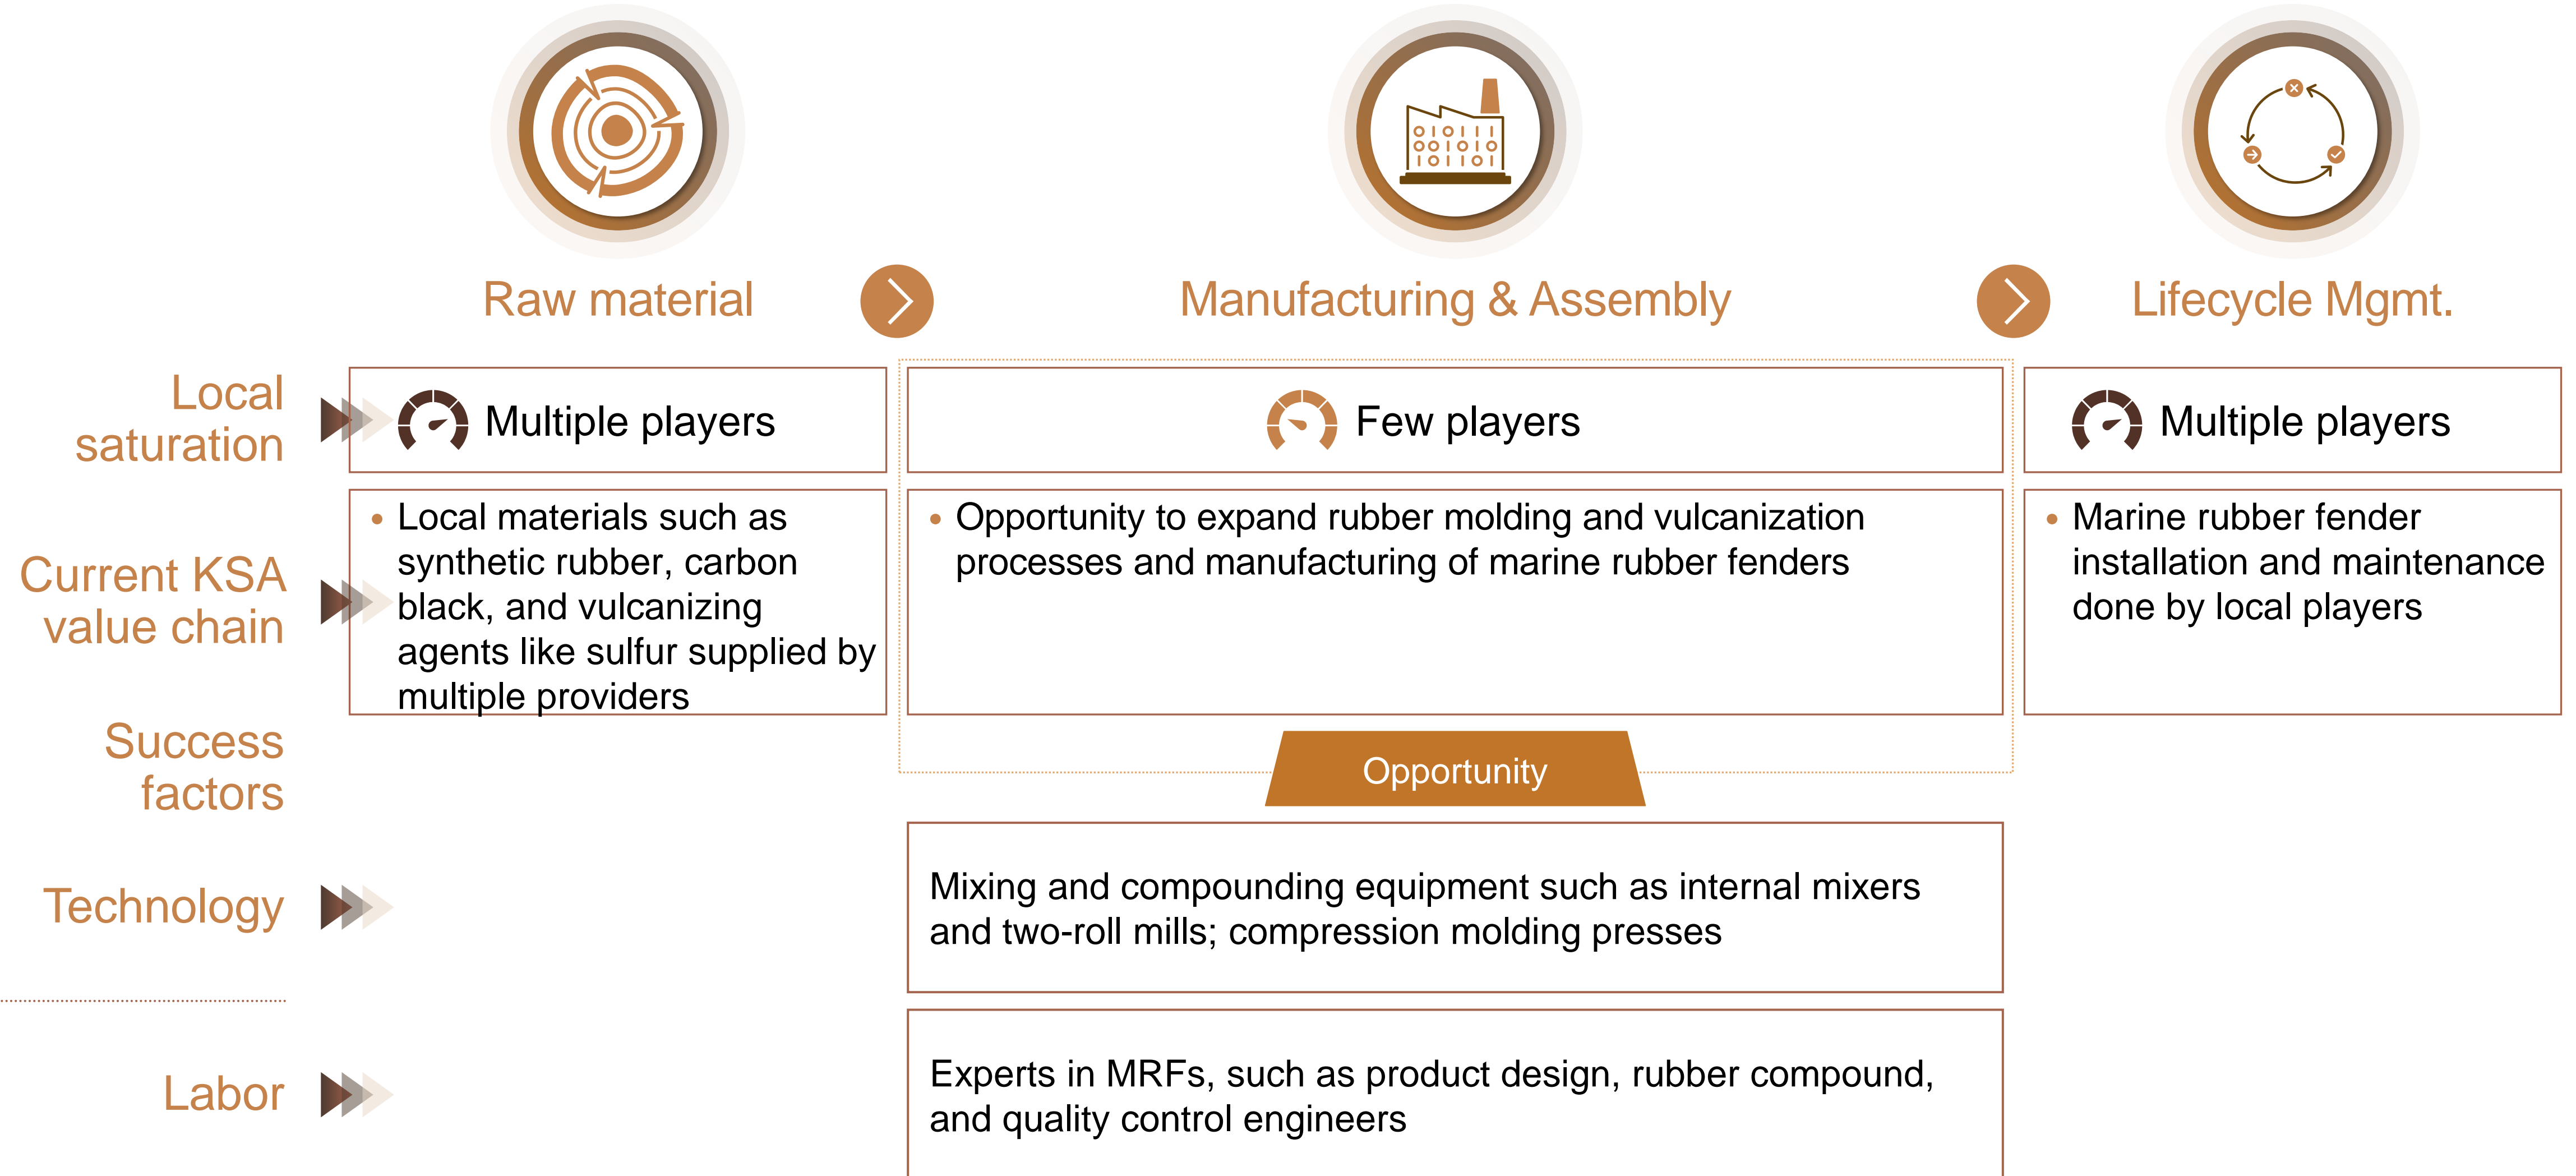 Raw material
Manufacturing & Assembly
Lifecycle Mgmt.
Local
saturation
Multiple players
Few players
Multiple players
Current KSA
value chain
• Local materials such as
synthetic rubber, carbon
black, and vulcanizing
agents like sulfur supplied by
multiple providers
• Opportunity to expand rubber molding and vulcanization
processes and manufacturing of marine rubber fenders
• Marine rubber fender
installation and maintenance
done by local players
Success
factors
Opportunity
Technology
Mixing and compounding equipment such as internal mixers
and two-roll mills; compression molding presses
Labor
Experts in MRFs, such as product design, rubber compound,
and quality control engineers